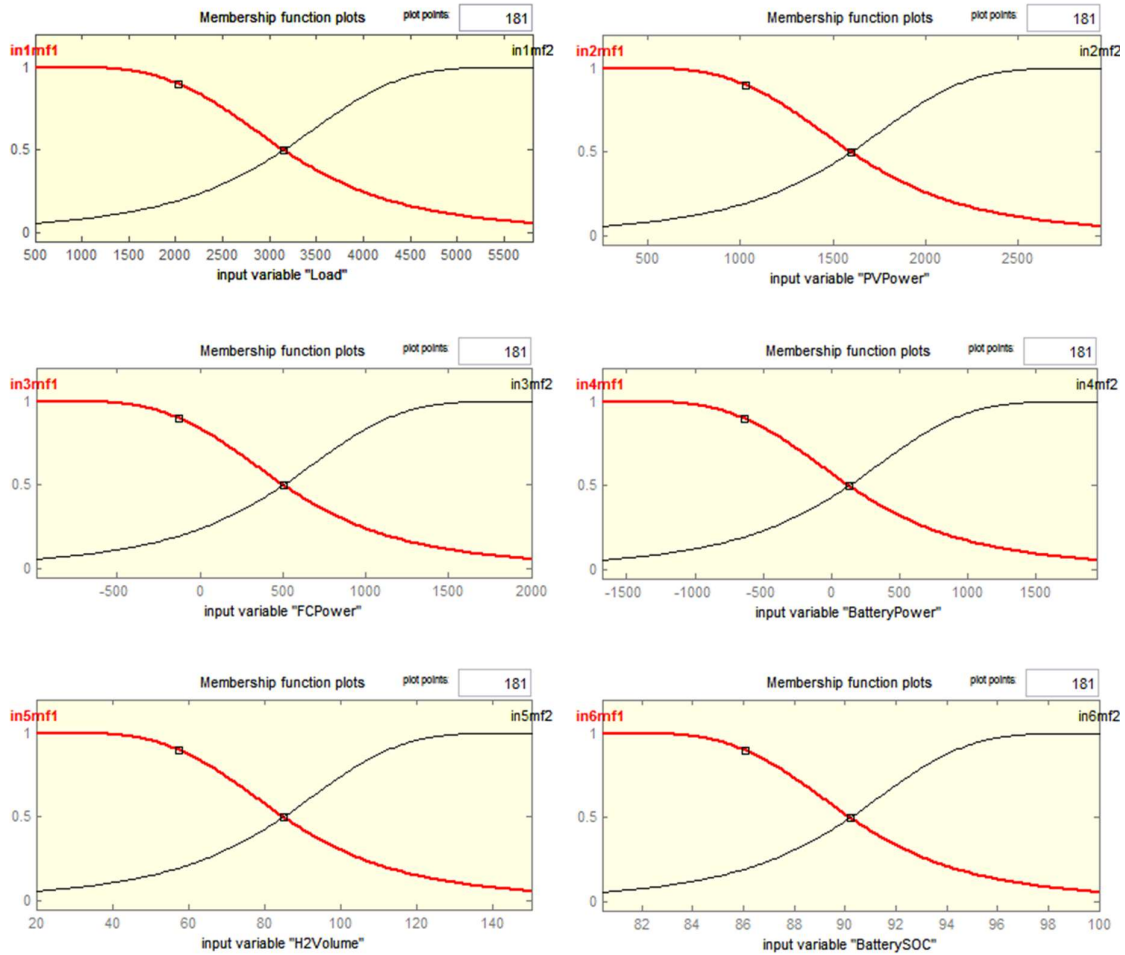 Membership function plots plot points: 181
in1mf1 in1mf2
1
0.5
0
500 1000 1500 2000 2500 3000 3500 4000 4500 5000 5500
input variable "Load"
Membership function plots plot points: 181
in2mf1 in2mf2
1
0.5
0
500 1000 1500 2000 2500
input variable "PVPower"
Membership function plots plot points: 181
in3mf1 in3mf2
1
0.5
0
-500 0 500 1000 1500 2000
input variable "FCPower"
Membership function plots plot points: 181
in4mf1 in4mf2
1
0.5
0
-1500 -1000 -500 0 500 1000 1500
input variable "BatteryPower"
Membership function plots plot points: 181
in5mf1 in5mf2
1
0.5
0
20 40 60 80 100 120 140
input variable "H2Volume"
Membership function plots plot points: 181
in6mf1 in6mf2
1
0.5
0
82 84 86 88 90 92 94 96 98 100
input variable "BatterySOC"